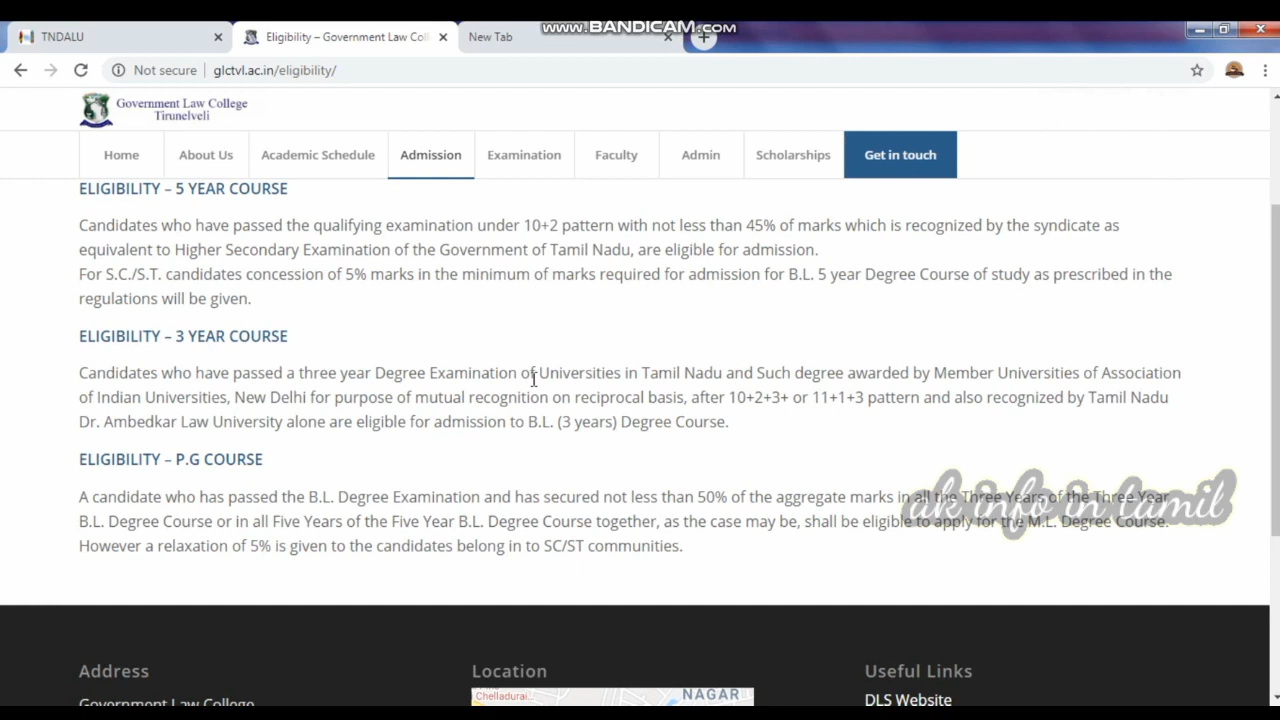 www.BANDICAM.com
TNDALU
Eligibility – Government Law Coll
New Tab
Not secure
glctvl.ac.in/eligibility/
Government Law College
Tirunelveli
Home
About Us
Academic Schedule
Admission
Examination
Faculty
Admin
Scholarships
Get in touch
ELIGIBILITY – 5 YEAR COURSE
Candidates who have passed the qualifying examination under 10+2 pattern with not less than 45% of marks which is recognized by the syndicate as
equivalent to Higher Secondary Examination of the Government of Tamil Nadu, are eligible for admission.
For S.C./S.T. candidates concession of 5% marks in the minimum of marks required for admission for B.L. 5 year Degree Course of study as prescribed in the
regulations will be given.
ELIGIBILITY – 3 YEAR COURSE
Candidates who have passed a three year Degree Examination of Universities in Tamil Nadu and Such degree awarded by Member Universities of Association
of Indian Universities, New Delhi for purpose of mutual recognition on reciprocal basis, after 10+2+3+ or 11+1+3 pattern and also recognized by Tamil Nadu
Dr. Ambedkar Law University alone are eligible for admission to B.L. (3 years) Degree Course.
ELIGIBILITY – P.G COURSE
A candidate who has passed the B.L. Degree Examination and has secured not less than 50% of the aggregate marks in all the Three Years of the Three Year
B.L. Degree Course or in all Five Years of the Five Year B.L. Degree Course together, as the case may be, shall be eligible to apply for the M.L. Degree Course.
However a relaxation of 5% is given to the candidates belong in to SC/ST communities.
ak info in tamil
Address
Government Law College
Location
Chelladurai...
NAGAR
Useful Links
DLS Website